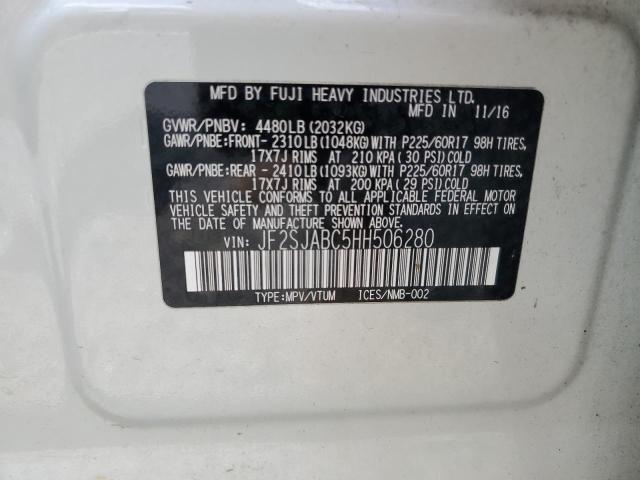 MFD BY FUJI HEAVY INDUSTRIES LTD.
MFD IN 11/16
GVWR/PNBV: 4480LB (2032KG)
GAWR/PNBE:FRONT- 2310LB (1048KG) WITH P225/60R17 98H TIRES,
17X7J RIMS AT 210 KPA (30 PSI) COLD
GAWR/PNBE:REAR - 2410LB (1093KG) WITH P225/60R17 98H TIRES,
17X7J RIMS AT 200 KPA (29 PSI) COLD
THIS VEHICLE CONFORMS TO ALL APPLICABLE FEDERAL MOTOR
VEHICLE SAFETY AND THEFT PREVENTION STANDARDS IN EFFECT ON
THE DATE OF MANUFACTURE SHOWN ABOVE.
VIN: JF2SJABC5HH506280
TYPE:MPV/VTUM ICES/NMB-002